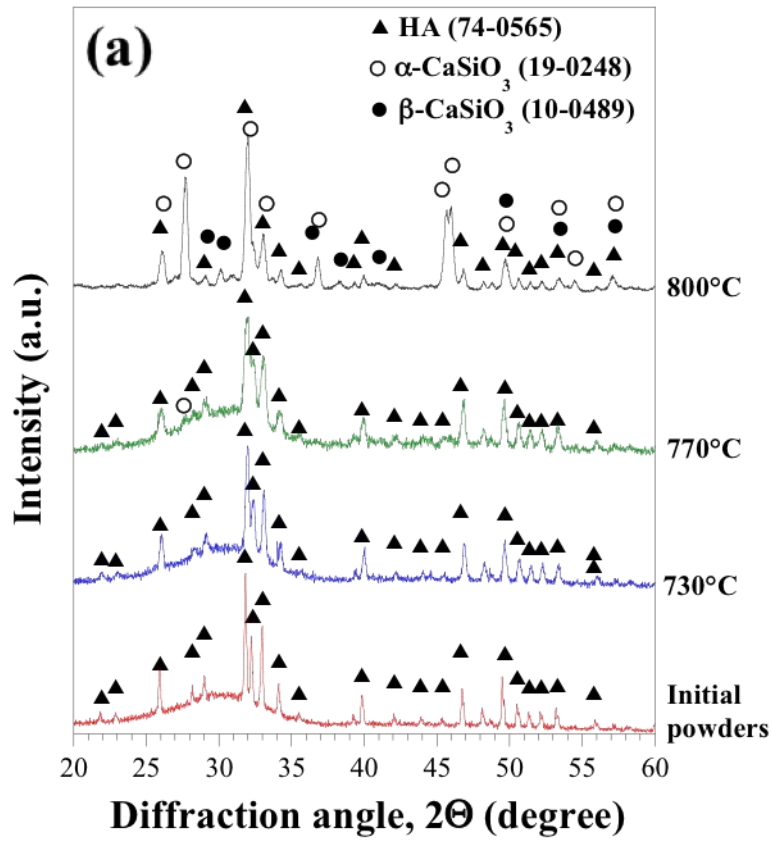 (a)
▲ HA (74-0565)
○ α-CaSiO₃ (19-0248)
● β-CaSiO₃ (10-0489)
800°C
770°C
730°C
Initial
powders
Intensity (a.u.)
20 25 30 35 40 45 50 55 60
Diffraction angle, 2Θ (degree)